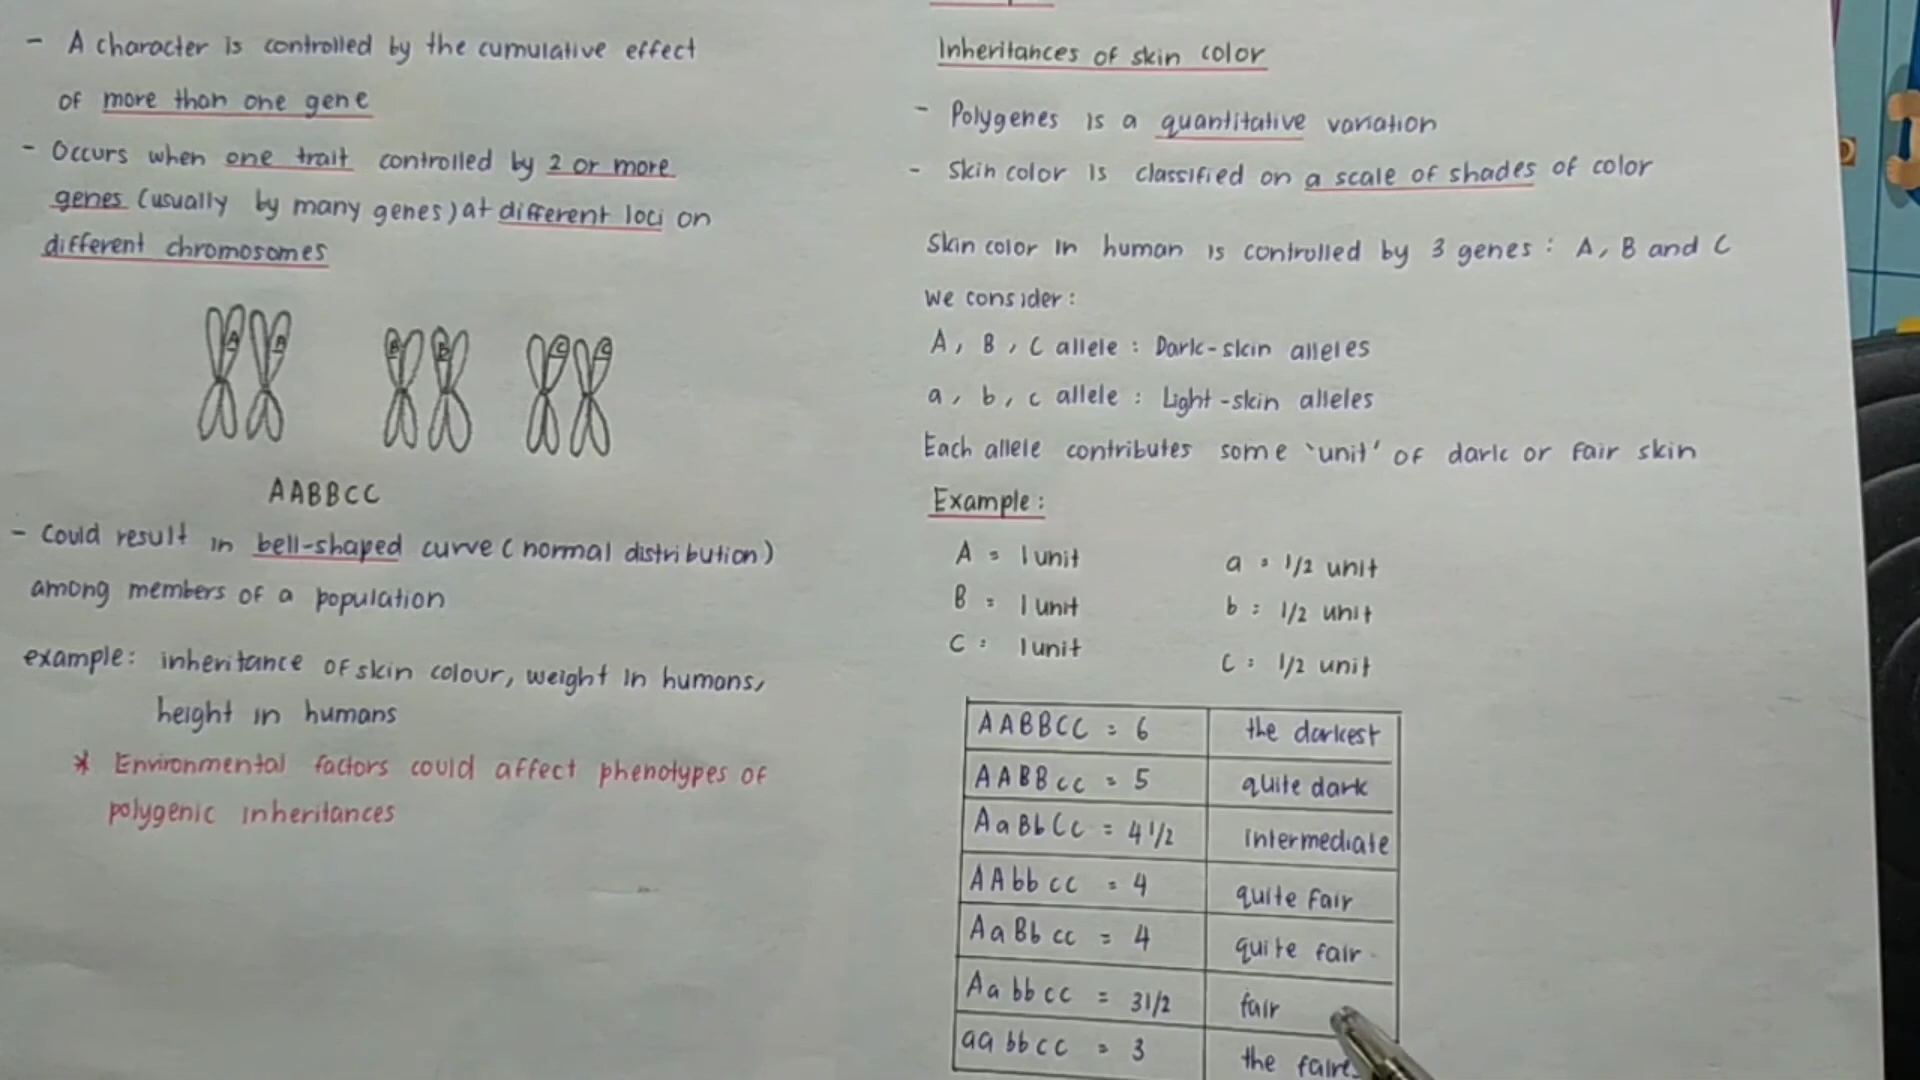 - A character is controlled by the cumulative effect
of more than one gene
- Occurs when one trait controlled by 2 or more
genes (usually by many genes) at different loci on
different chromosomes
A A B B C C
AABBCC
- Could result in bell-shaped curve (normal distribution)
among members of a population
example: inheritance of skin colour, weight in humans,
height in humans
* Environmental factors could affect phenotypes of
polygenic inheritances
Inheritances of skin color
- Polygenes is a quantitative variation
- Skin color is classified on a scale of shades of color
Skin color in human is controlled by 3 genes : A, B and C
We consider :
A, B, C allele : Dark-skin alleles
a, b, c allele : Light-skin alleles
Each allele contributes some 'unit' of dark or fair skin
Example :
A = 1 unit a = 1/2 unit
B = 1 unit b = 1/2 unit
C = 1 unit c = 1/2 unit
AABBCC = 6 the darkest
AABBcc = 5 quite dark
AaBbCc = 4 1/2 Intermediate
AAbbcc = 4 quite fair
AaBbcc = 4 quite fair
Aabbcc = 3 1/2 fair
aabbcc = 3 the